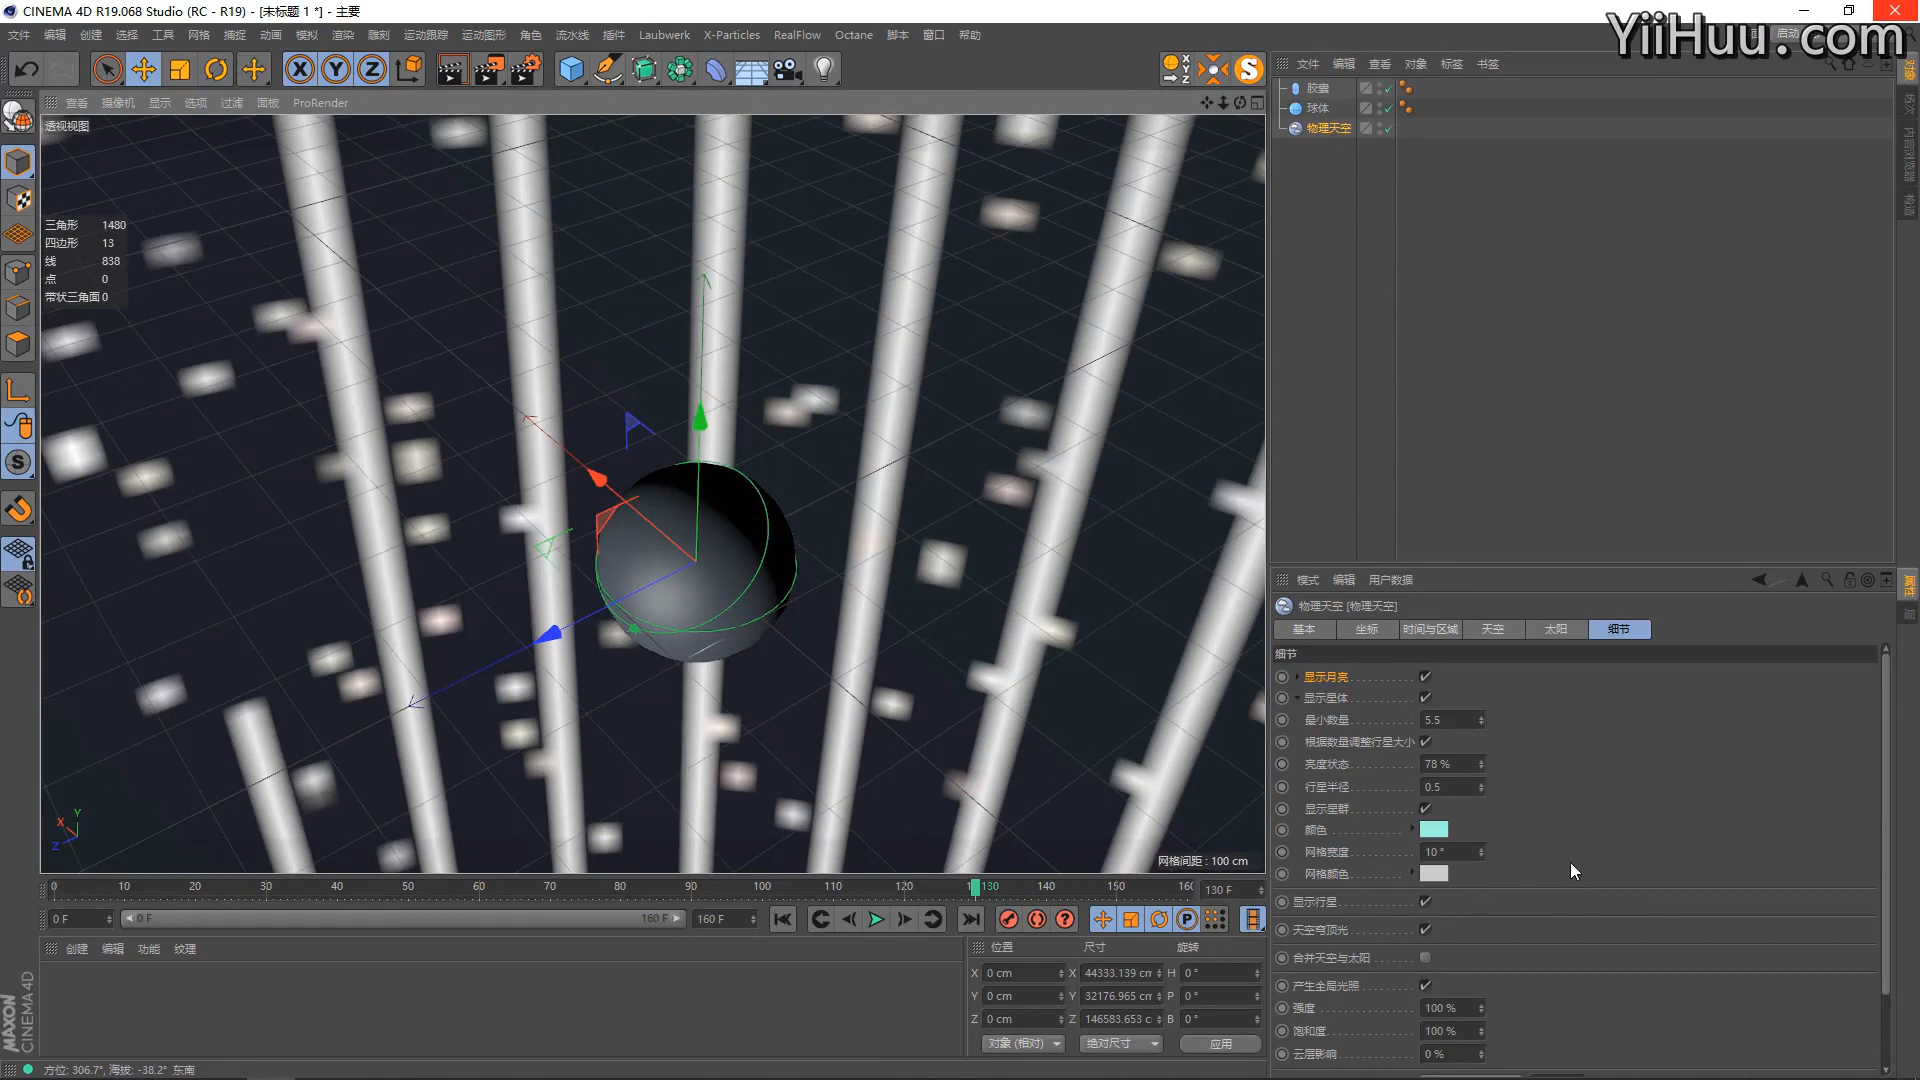 CINEMA 4D R19.068 Studio (RC - R19) - [未标题 1 *] - 主要
YiiHuu.com
文件 编辑 创建 选择 工具 网格 捕捉 动画 模拟 渲染 雕刻 运动跟踪 运动图形 角色 流水线 插件 Laubwerk X-Particles RealFlow Octane 脚本 窗口 帮助
启动
文件 编辑 查看 对象 标签 书签
查看 摄像机 显示 选项 过滤 面板 ProRender
透视视图
胶囊
球体
物理天空
对象
场次
内容浏览器
构造
三角形 1480
四边形 13
线 838
点 0
带状三角面 0
网格间距 : 100 cm
X Y Z
模式 编辑 用户数据
属性
层
物理天空 [物理天空]
基本 坐标 时间与区域 天空 太阳 细节
细节
显示月亮
显示星体
最小数量 5.5
根据数量调整行星大小
亮度状态 78 %
行星半径 0.5
显示星群
颜色
网格宽度 10 °
网格颜色
显示行星
天空穹顶光
合并天空与太阳
产生全局光照
强度 100 %
饱和度 100 %
云层影响 0 %
0 10 20 30 40 50 60 70 80 90 100 110 120 130 140 150 160
130 F
0 F 0 F 160 F 160 F
创建 编辑 功能 纹理
位置 尺寸 旋转
X 0 cm X 44333.139 cm H 0 °
Y 0 cm Y 32176.965 cm P 0 °
Z 0 cm Z 146583.653 c B 0 °
对象 (相对) 绝对尺寸 应用
MAXON
CINEMA 4D
方位: 306.7°, 海拔: -38.2° 东南